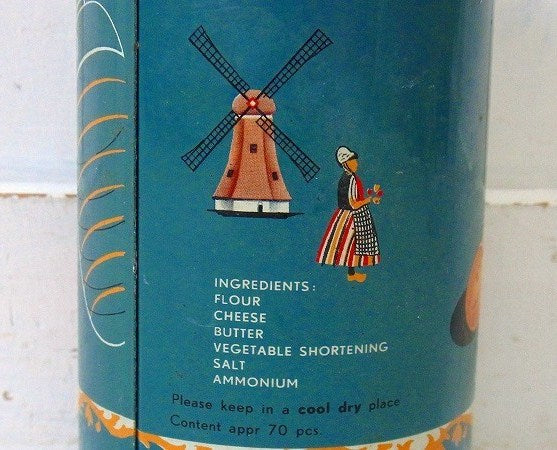 INGREDIENTS:
FLOUR
CHEESE
BUTTER
VEGETABLE SHORTENING
SALT
AMMONIUM
Please keep in a cool dry place
Content appr 70 pcs.